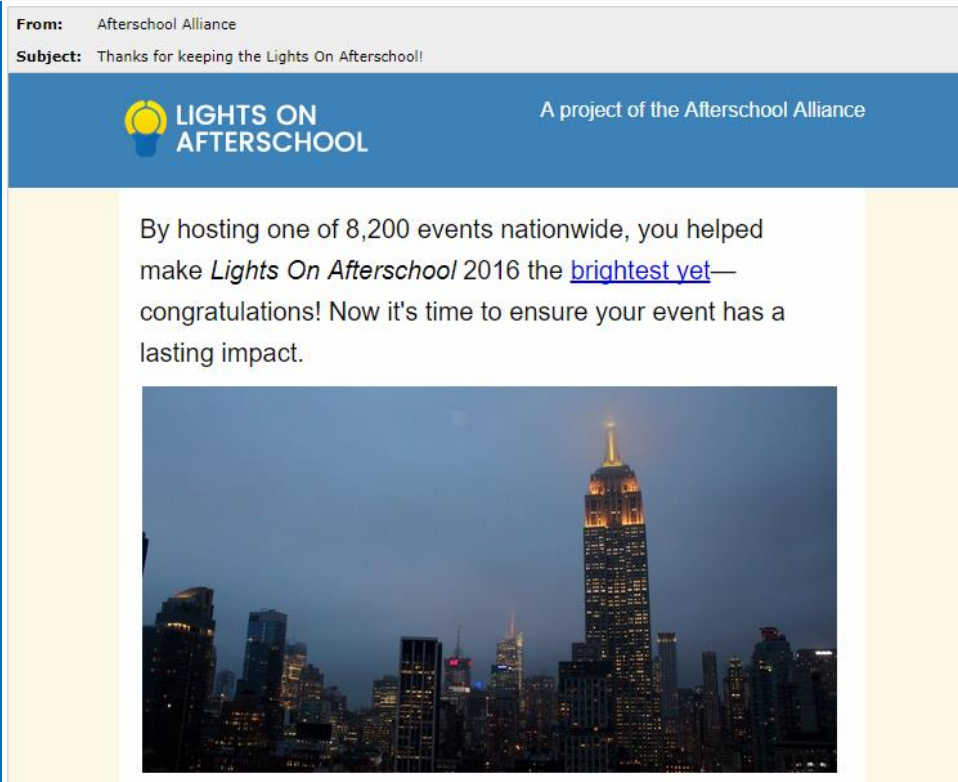 From: Afterschool Alliance
Subject: Thanks for keeping the Lights On Afterschool!
LIGHTS ON
AFTERSCHOOL
A project of the Afterschool Alliance
By hosting one of 8,200 events nationwide, you helped
make Lights On Afterschool 2016 the brightest yet—
congratulations! Now it's time to ensure your event has a
lasting impact.